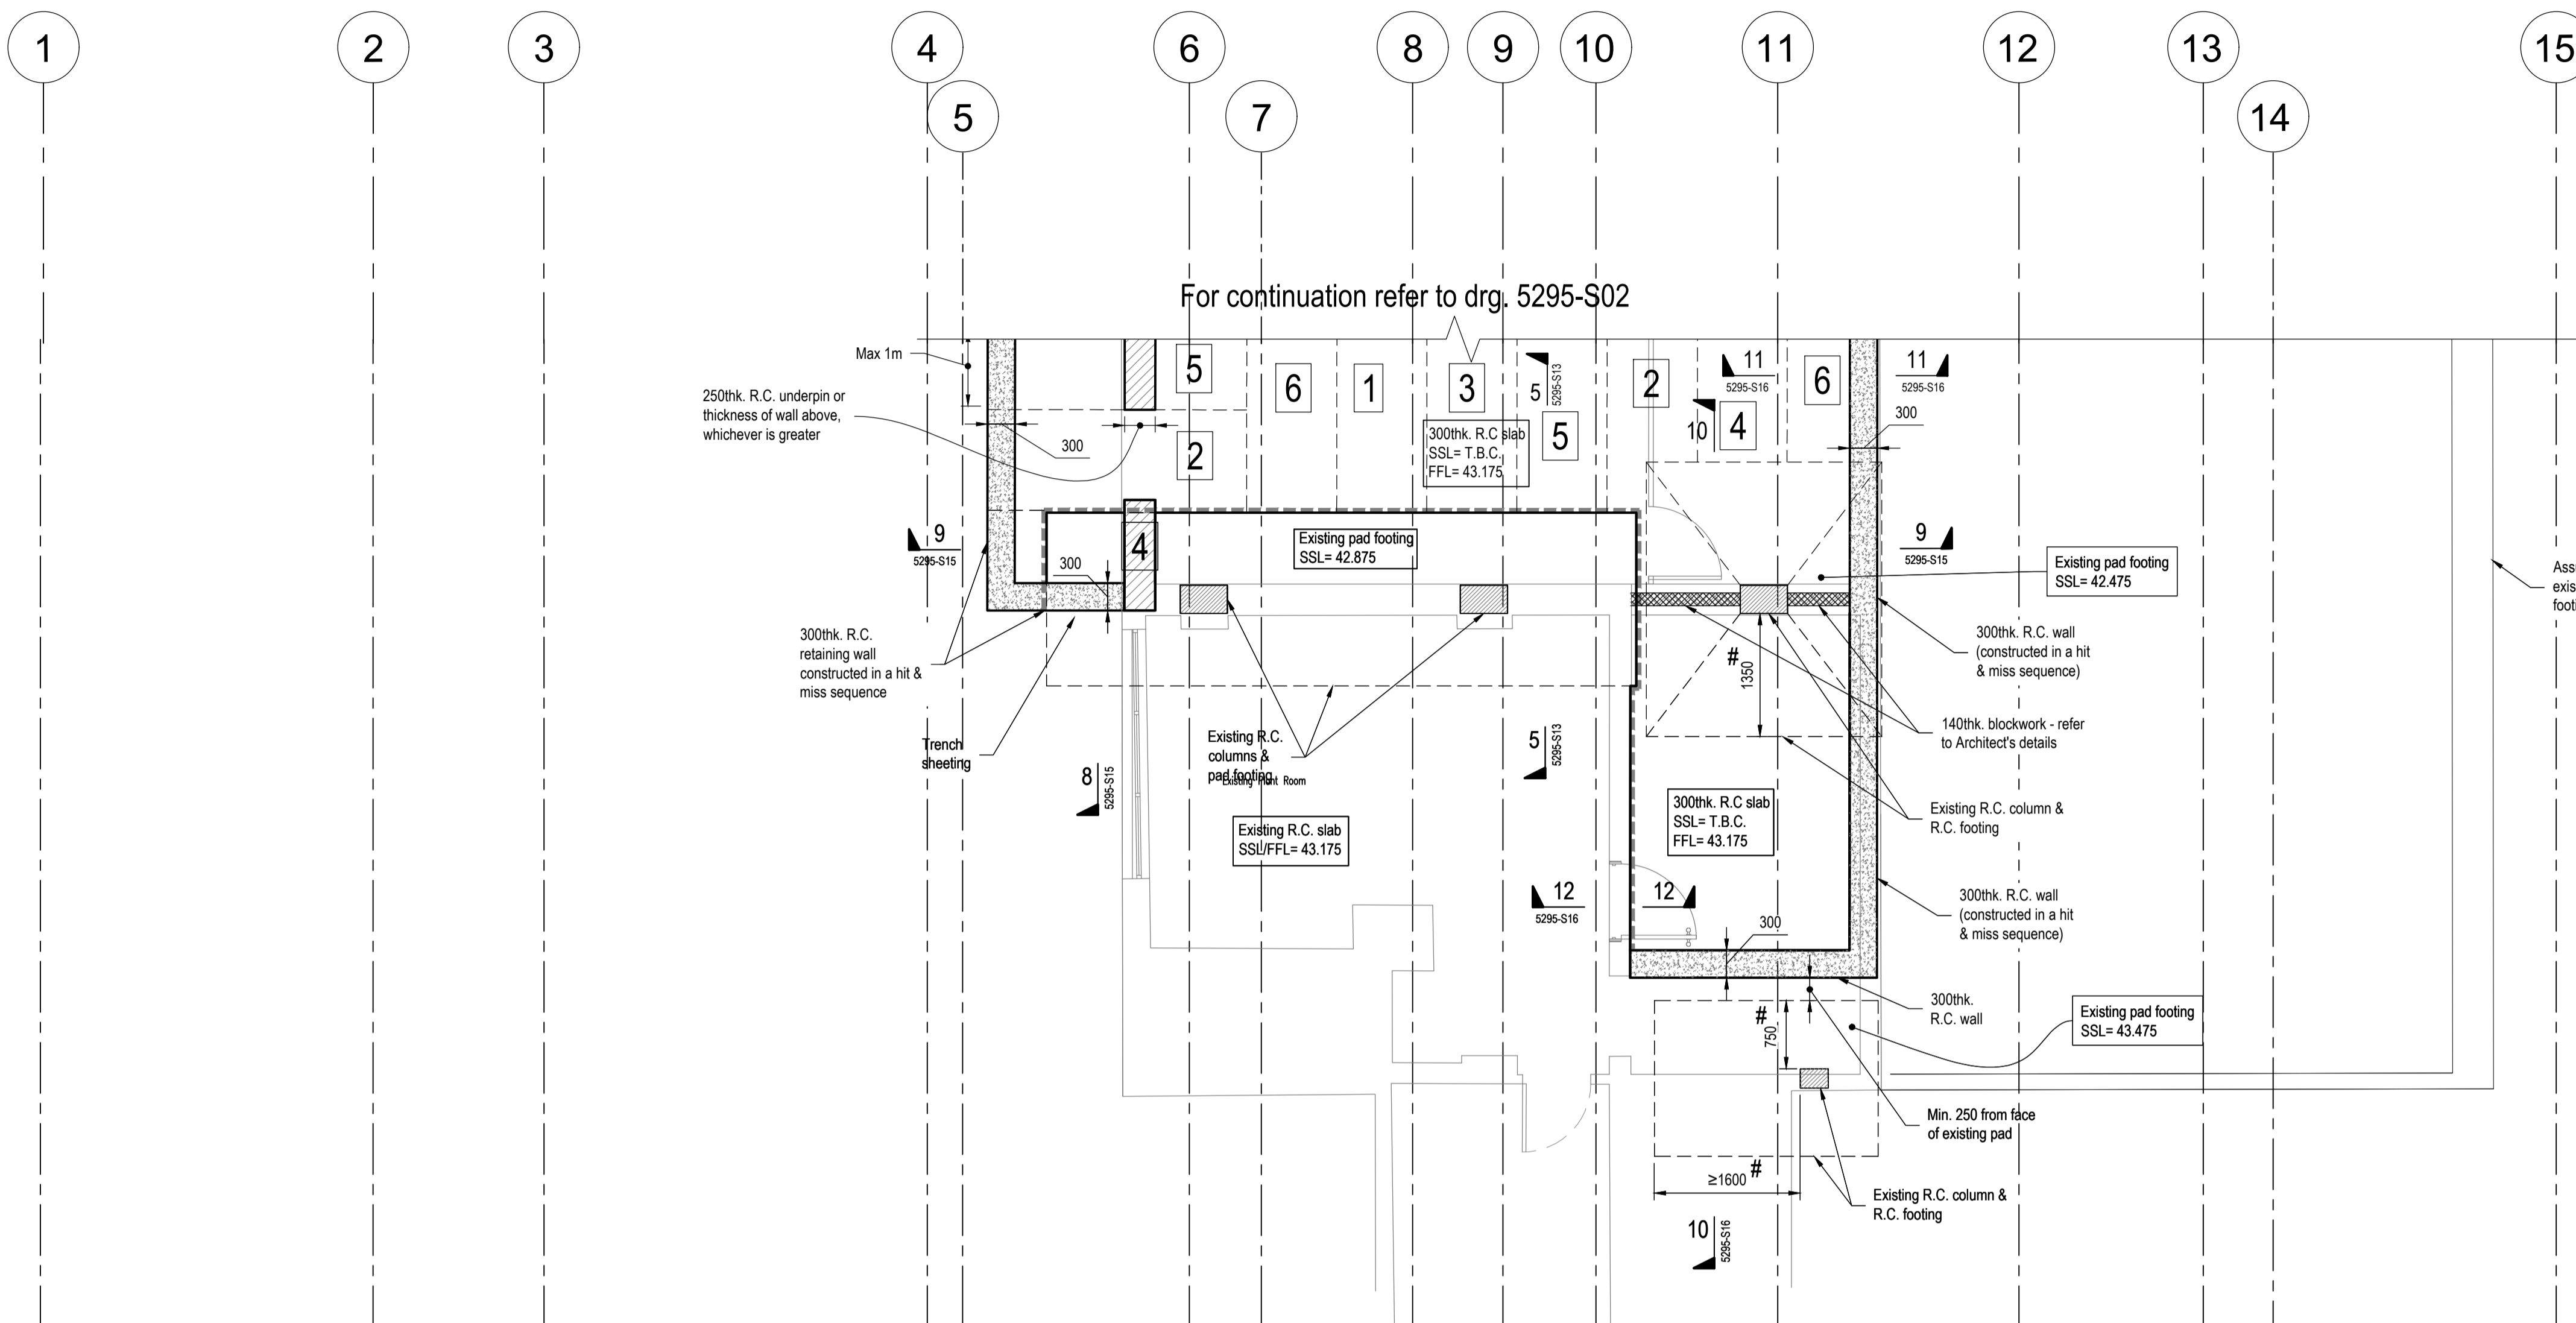 1
2
3
4
6
8
9
10
11
12
13
15
5
7
14
For continuation refer to drg. 5295-S02
Max 1m
250thk. R.C. underpin or
thickness of wall above,
whichever is greater
300
5
6
1
3
5
5295-S13
2
11
5295-S16
6
11
5295-S16
300
10
4
5
2
300thk. R.C slab
SSL= T.B.C.
FFL= 43.175
9
5295-S15
4
300
Existing pad footing
SSL= 42.875
9
5295-S15
Existing pad footing
SSL= 42.475
300thk. R.C.
retaining wall
constructed in a hit &
miss sequence
300thk. R.C. wall
(constructed in a hit
& miss sequence)
#
1350
Trench
sheeting
Existing R.C.
columns &
pad footing
Existing Plant Room
5
5295-S13
140thk. blockwork - refer
to Architect's details
8
5295-S15
Existing R.C. slab
SSL/FFL= 43.175
300thk. R.C slab
SSL= T.B.C.
FFL= 43.175
Existing R.C. column &
R.C. footing
12
5295-S16
12
300
300thk. R.C. wall
(constructed in a hit
& miss sequence)
300thk.
R.C. wall
#
750
Existing pad footing
SSL= 43.475
Min. 250 from face
of existing pad
≥1600 #
Existing R.C. column &
R.C. footing
10
5295-S16